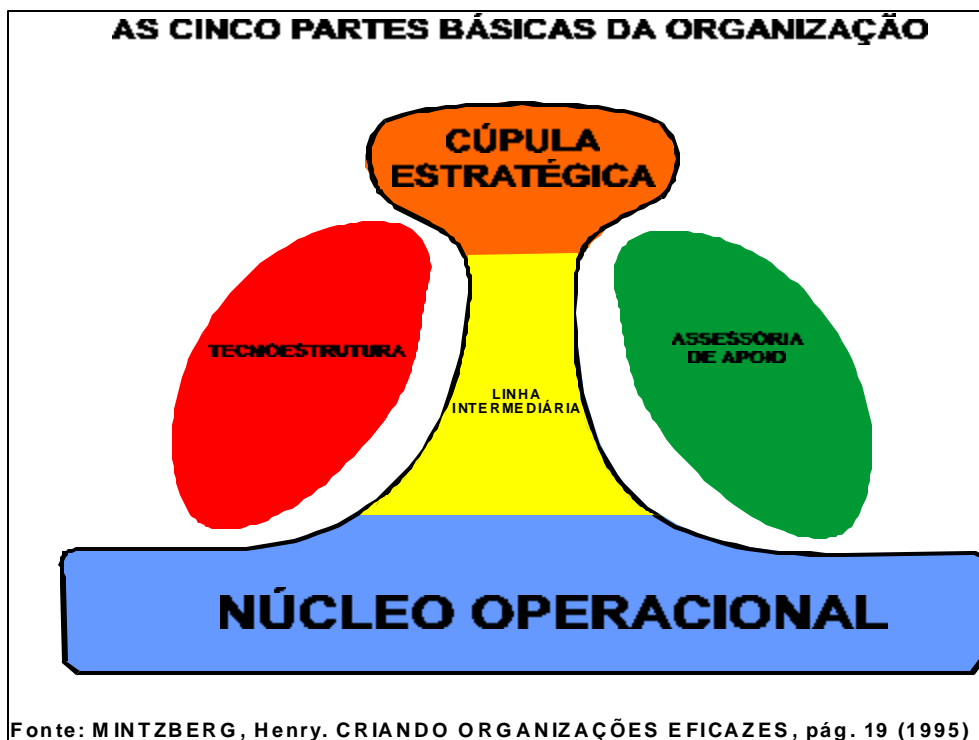 AS CINCO PARTES BÁSICAS DA ORGANIZAÇÃO
CÚPULA
ESTRATÉGICA
TECNOESTRUTURA
LINHA
INTERMEDIÁRIA
ASSESSÓRIA
DE APOIO
NÚCLEO OPERACIONAL
Fonte: MINTZBERG, Henry. CRIANDO ORGANIZAÇÕES EFICAZES, pág. 19 (1995)